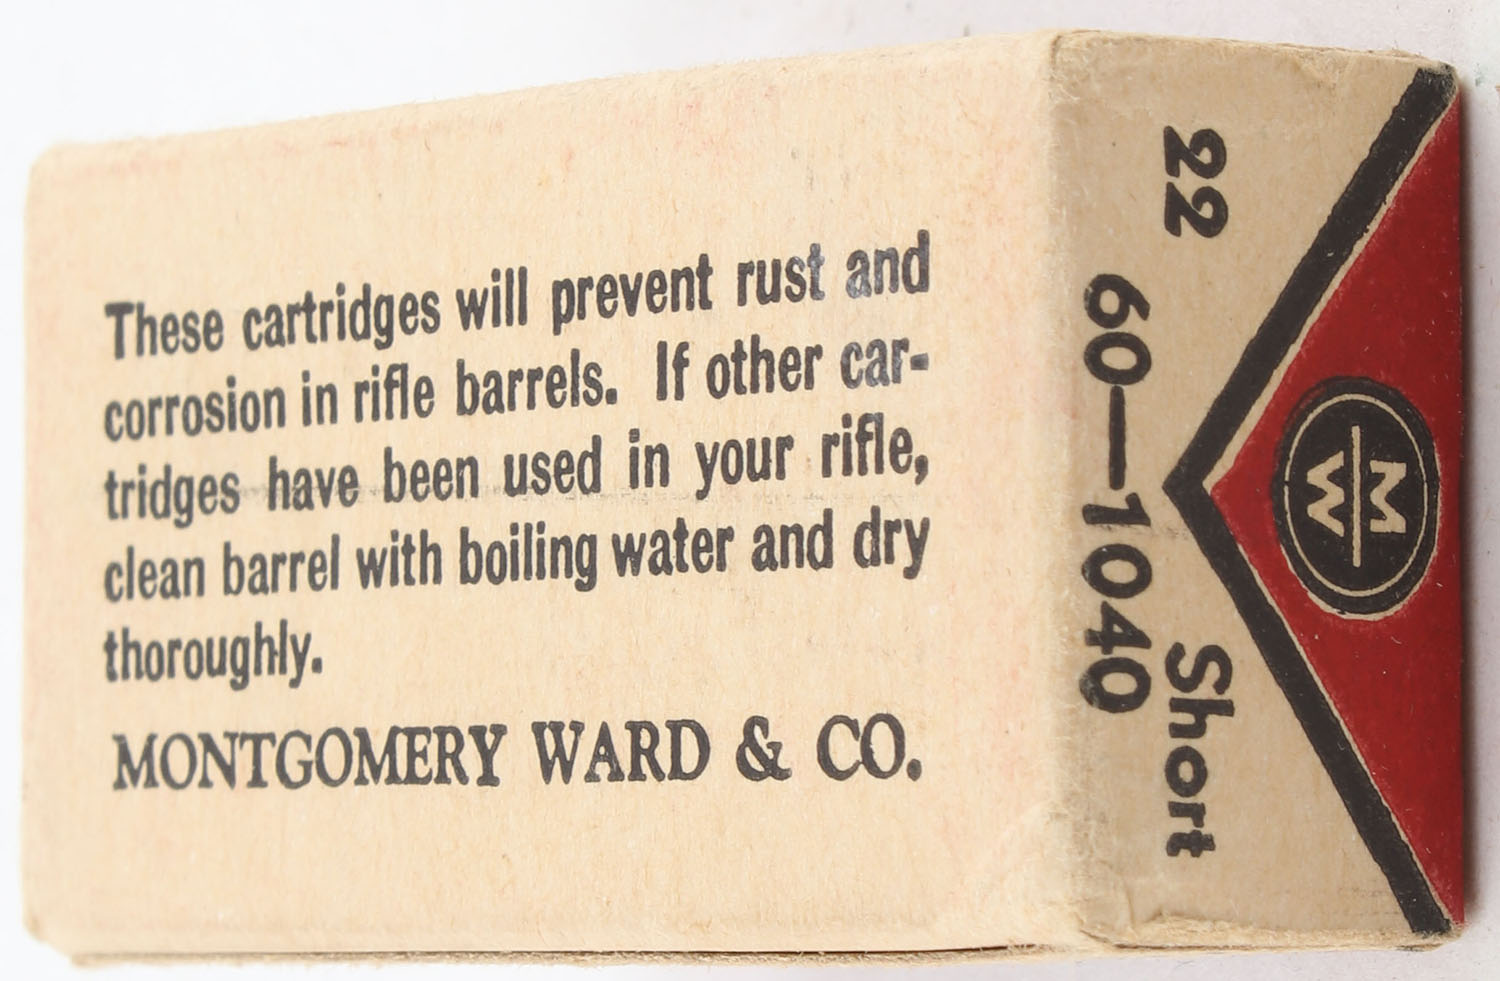 These cartridges will prevent rust and
corrosion in rifle barrels. If other car-
tridges have been used in your rifle,
clean barrel with boiling water and dry
thoroughly.
MONTGOMERY WARD & CO.
22 Short
60—1040
M
W